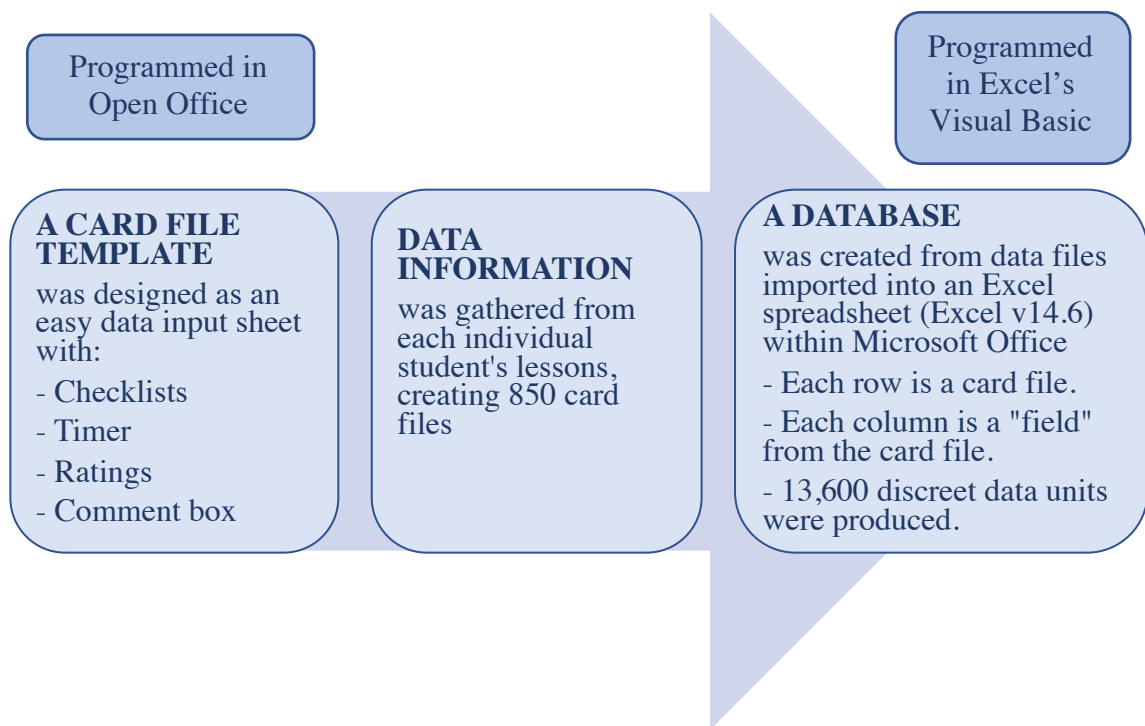 Programmed in
Open Office
Programmed
in Excel's
Visual Basic
A CARD FILE
TEMPLATE
was designed as an
easy data input sheet
with:
- Checklists
- Timer
- Ratings
- Comment box
DATA
INFORMATION
was gathered from
each individual
student's lessons,
creating 850 card
files
A DATABASE
was created from data files
imported into an Excel
spreadsheet (Excel v14.6)
within Microsoft Office
- Each row is a card file.
- Each column is a "field"
from the card file.
- 13,600 discreet data units
were produced.